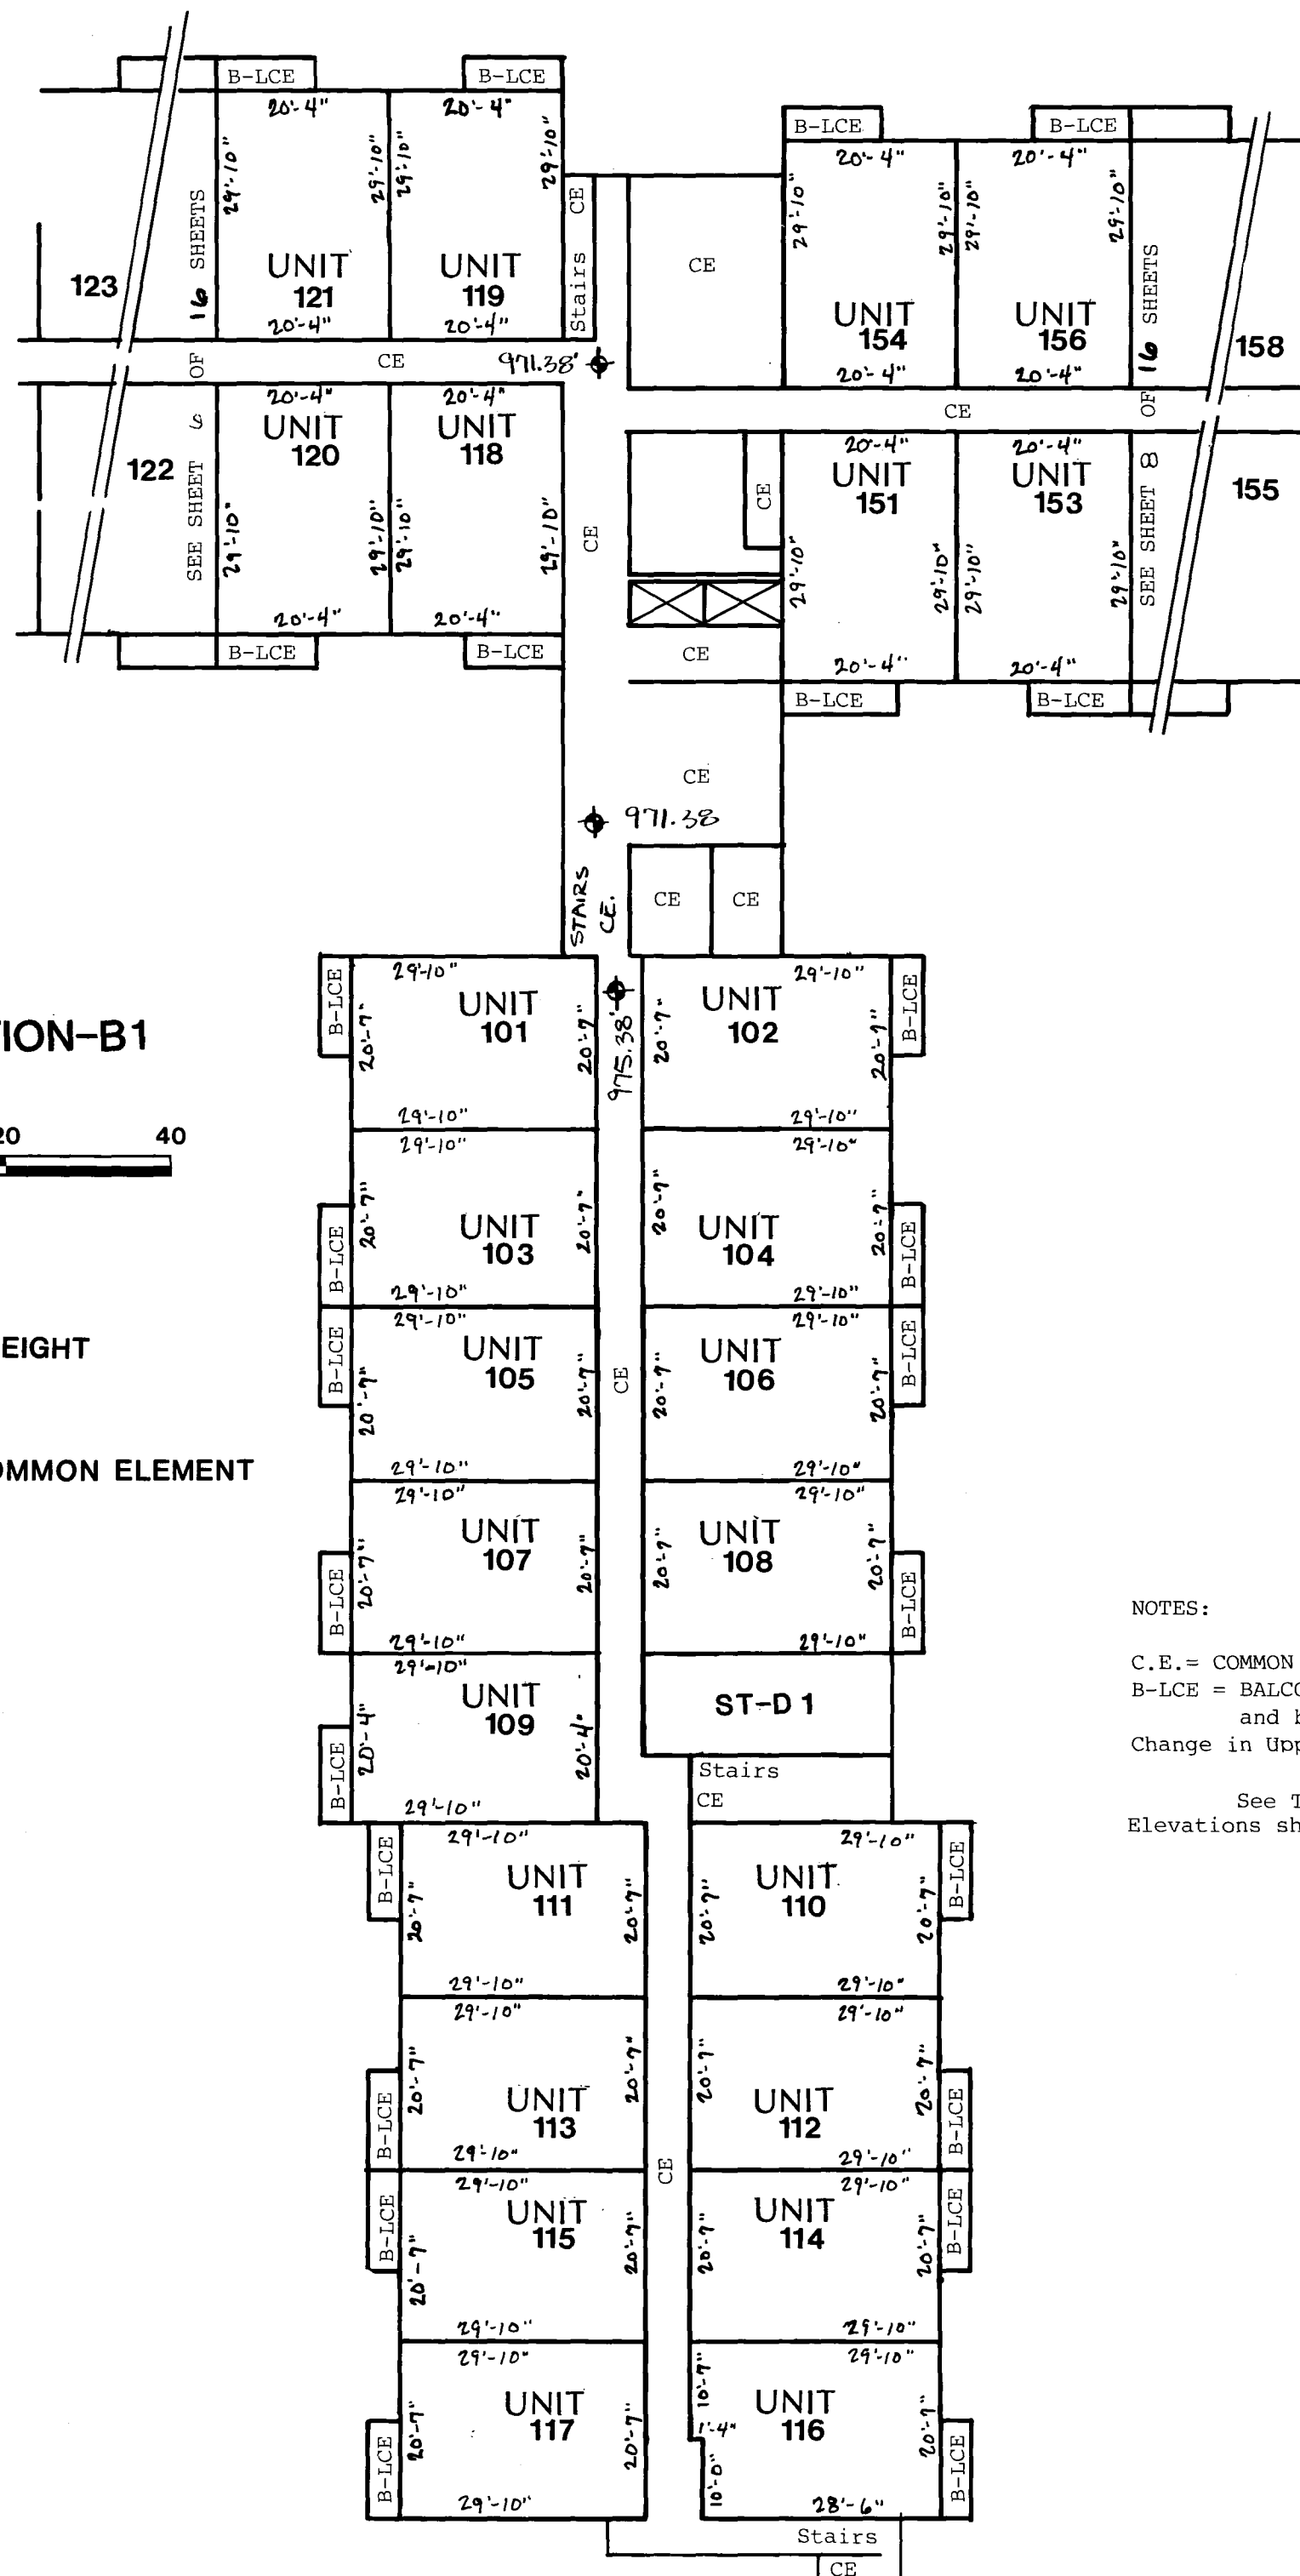 B-LCE
B-LCE
20'-4"
20'-4"
29'-10"
29'-10"
29'-10"
29'-10"
UNIT
121
UNIT
119
20'-4"
20'-4"
123
Stairs CE
CE
B-LCE
B-LCE
20'-4"
20'-4"
29'-10"
29'-10"
29'-10"
29'-10"
UNIT
154
UNIT
156
20'-4"
20'-4"
158
CE
971.38'
CE
SEE SHEET 9 OF 16 SHEETS
SEE SHEET 8 OF 16 SHEETS
122
20'-4"
20'-4"
UNIT
120
UNIT
118
29'-10"
29'-10"
29'-10"
29'-10"
20'-4"
20'-4"
B-LCE
B-LCE
CE
CE
CE
20'-4"
20'-4"
UNIT
151
UNIT
153
155
29'-10"
29'-10"
29'-10"
29'-10"
20'-4"
20'-4"
B-LCE
B-LCE
CE
971.38
STAIRS
CE.
CE
CE
975.38'
TION-B1
20
40
EIGHT
OMMON ELEMENT
B-LCE
29'-10"
UNIT
101
20'-7"
20'-7"
29'-10"
29'-10"
UNIT
102
20'-7"
20'-7"
29'-10"
B-LCE
29'-10"
20'-7"
20'-7"
UNIT
103
29'-10"
B-LCE
29'-10"
20'-7"
20'-7"
UNIT
104
29'-10"
B-LCE
29'-10"
UNIT
105
20'-7"
20'-7"
29'-10"
B-LCE
CE
29'-10"
UNIT
106
20'-7"
20'-7"
29'-10"
B-LCE
29'-10"
UNIT
107
20'-7"
20'-7"
29'-10"
B-LCE
29'-10"
UNIT
108
20'-7"
20'-7"
29'-10"
B-LCE
29'-10"
UNIT
109
20'-4"
20'-4"
29'-10"
B-LCE
ST-D 1
Stairs
CE
29'-10"
UNIT
111
20'-7"
20'-7"
29'-10"
B-LCE
29'-10"
UNIT
110
20'-7"
20'-7"
29'-10"
B-LCE
29'-10"
20'-7"
20'-7"
UNIT
113
29'-10"
B-LCE
29'-10"
20'-7"
20'-7"
UNIT
112
29'-10"
B-LCE
CE
29'-10"
UNIT
115
20'-7"
20'-7"
29'-10"
B-LCE
29'-10"
UNIT
114
20'-7"
20'-7"
29'-10"
B-LCE
29'-10"
UNIT
117
20'-7"
20'-7"
29'-10"
B-LCE
29'-10"
10'-7"
UNIT
116
1'-4"
10'-0"
20'-7"
28'-6"
B-LCE
Stairs
CE
NOTES:
C.E.= COMMON
B-LCE = BALCO
and b
Change in Upp
See T
Elevations sh